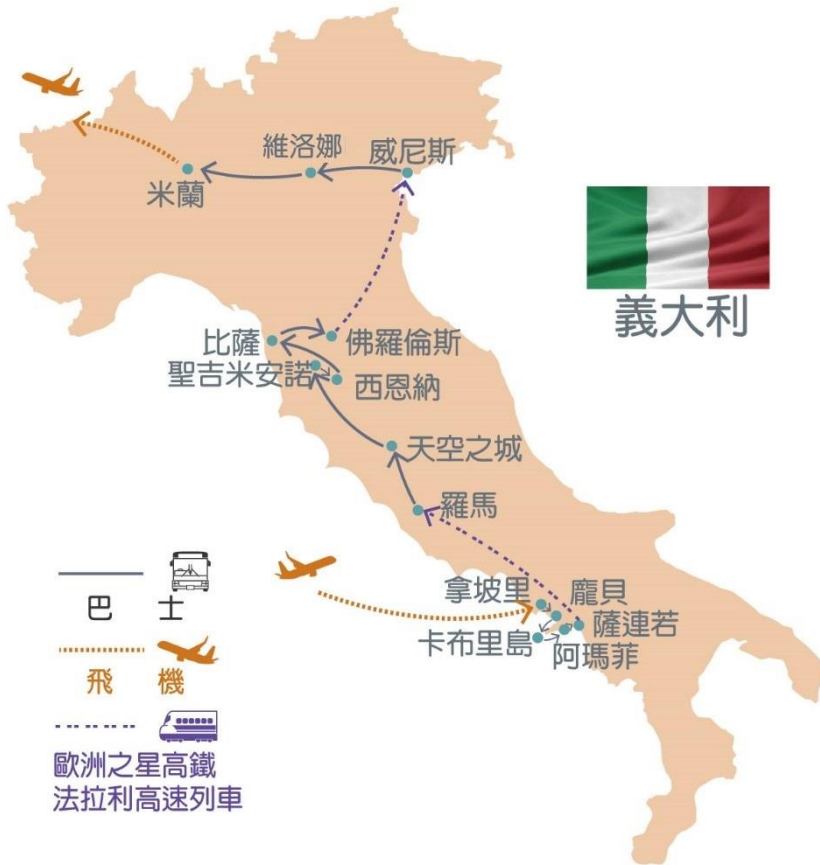 維洛娜
威尼斯
米蘭
義大利
比薩
佛羅倫斯
聖吉米安諾
西恩納
天空之城
羅馬
拿坡里
龐貝
薩連若
卡布里島
阿瑪菲
巴 士
飛 機
歐洲之星高鐵
法拉利高速列車